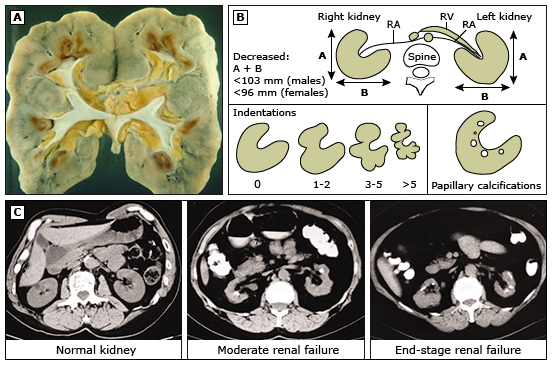 A
B
Right kidney
RA
RV
RA
Left kidney
Decreased:
A + B
<103 mm (males)
<96 mm (females)
A
B
Spine
A
B
Indentations
0
1-2
3-5
>5
Papillary calcifications
C
Normal kidney
Moderate renal failure
End-stage renal failure